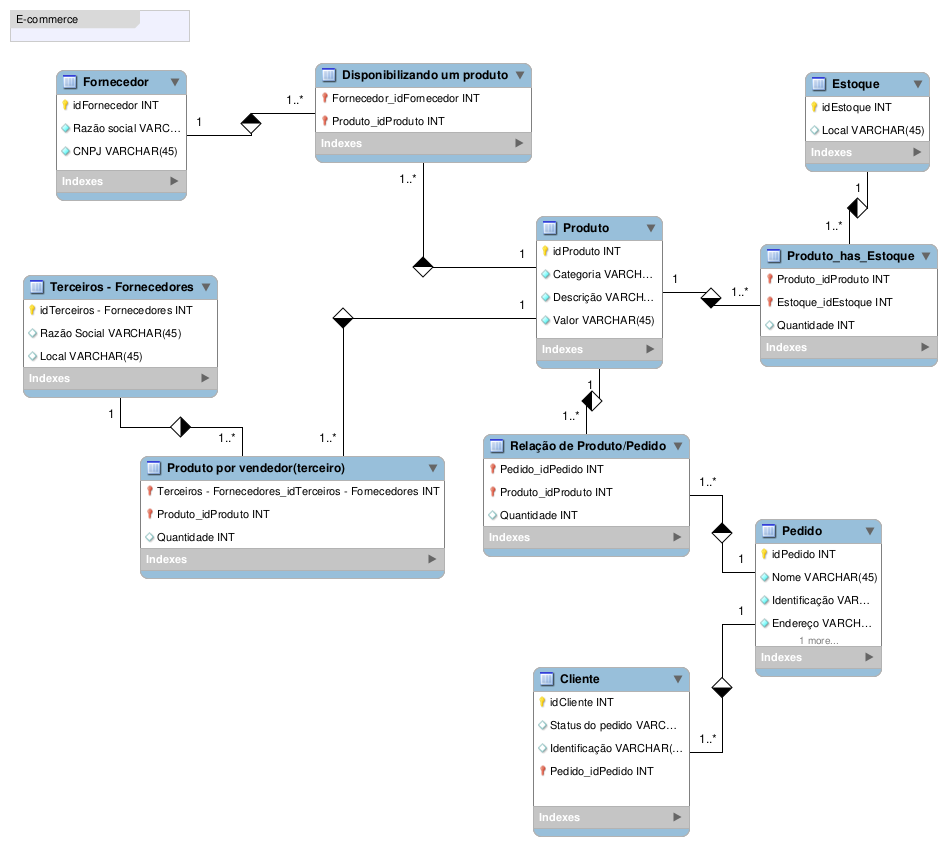 E-commerce
Fornecedor
idFornecedor INT
Razão social VARC...
CNPJ VARCHAR(45)
Indexes
1
1..*
Disponibilizando um produto
Fornecedor_idFornecedor INT
Produto_idProduto INT
Indexes
1..*
1
Estoque
idEstoque INT
Local VARCHAR(45)
Indexes
1
1..*
Produto
idProduto INT
Categoria VARCH...
Descrição VARCH...
Valor VARCHAR(45)
Indexes
1
1..*
Produto_has_Estoque
Produto_idProduto INT
Estoque_idEstoque INT
Quantidade INT
Indexes
Terceiros - Fornecedores
idTerceiros - Fornecedores INT
Razão Social VARCHAR(45)
Local VARCHAR(45)
Indexes
1
1..*
1
1..*
Produto por vendedor(terceiro)
Terceiros - Fornecedores_idTerceiros - Fornecedores INT
Produto_idProduto INT
Quantidade INT
Indexes
1
1..*
Relação de Produto/Pedido
Pedido_idPedido INT
Produto_idProduto INT
Quantidade INT
Indexes
1..*
1
Pedido
idPedido INT
Nome VARCHAR(45)
Identificação VAR...
Endereço VARCH...
1 more...
Indexes
1
1..*
Cliente
idCliente INT
Status do pedido VARC...
Identificação VARCHAR(...
Pedido_idPedido INT
Indexes